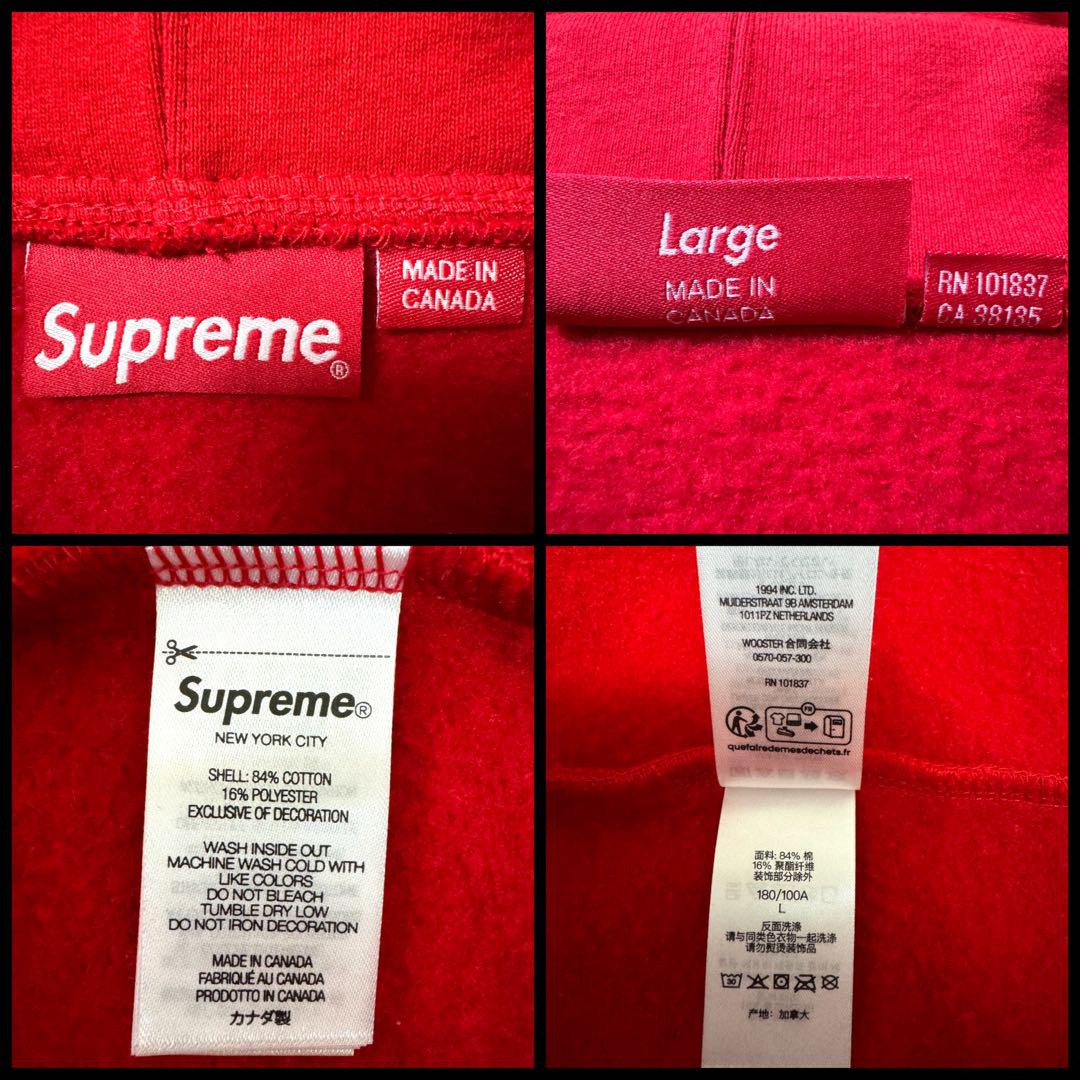 Supreme®
MADE IN
CANADA
Large
MADE IN
CANADA
RN 101837
CA 38135
Supreme®
NEW YORK CITY
SHELL: 84% COTTON
16% POLYESTER
EXCLUSIVE OF DECORATION
WASH INSIDE OUT
MACHINE WASH COLD WITH
LIKE COLORS
DO NOT BLEACH
TUMBLE DRY LOW
DO NOT IRON DECORATION
MADE IN CANADA
FABRIQUÉ AU CANADA
PRODOTTO IN CANADA
カナダ製
1994 INC. LTD.
MUIDERSTRAAT 9B AMSTERDAM
1011PZ NETHERLANDS
WOOSTER 合同会社
0570-057-300
RN 101837
FR
quefairedemesdechets.fr
面料: 84% 棉
16% 聚酯纤维
装饰部分除外
180/100A
L
反面洗涤
请与同类色衣物一起洗涤
请勿熨烫装饰品
30
产地: 加拿大